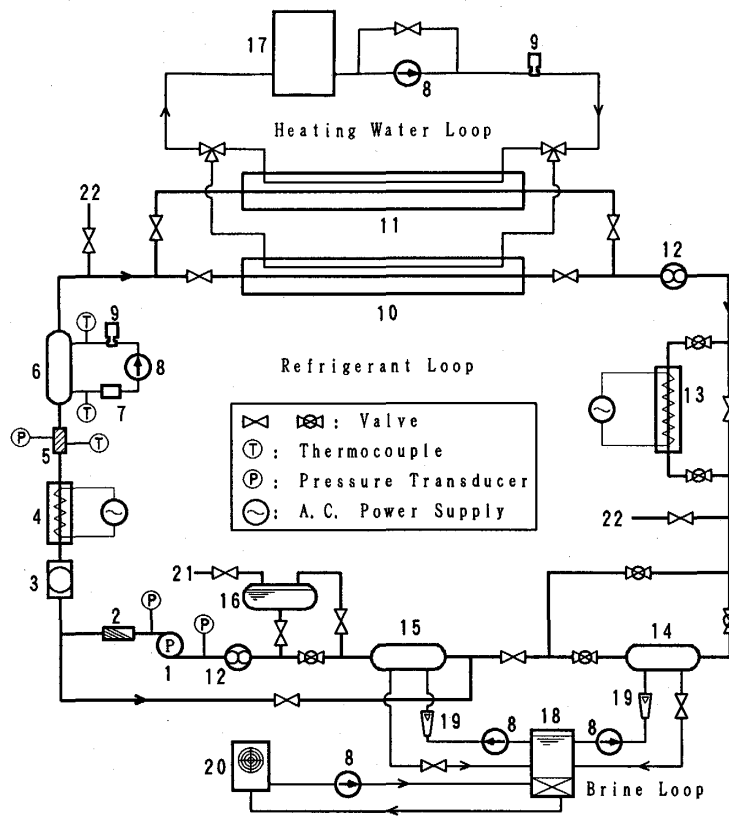 17
9
8
Heating Water Loop
22
11
12
10
9
T
6
8
Refrigerant Loop
T
7
13
: Valve
P
T
5
T : Thermocouple
P : Pressure Transducer
4
: A.C. Power Supply
22
3
21
16
P
2
P
15
14
P
1
12
19
8
18
8
19
20
8
Brine Loop